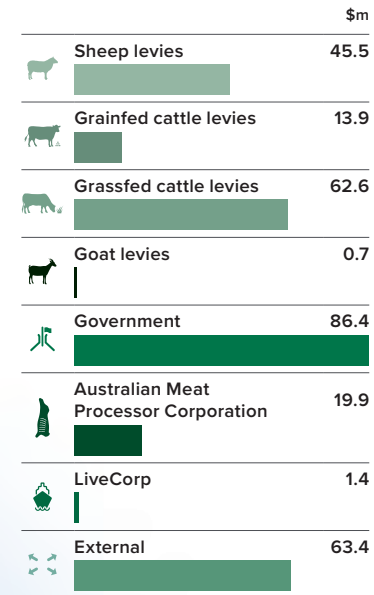 $m
Sheep levies 45.5
Grainfed cattle levies 13.9
Grassfed cattle levies 62.6
Goat levies 0.7
Government 86.4
Australian Meat
Processor Corporation 19.9
LiveCorp 1.4
External 63.4